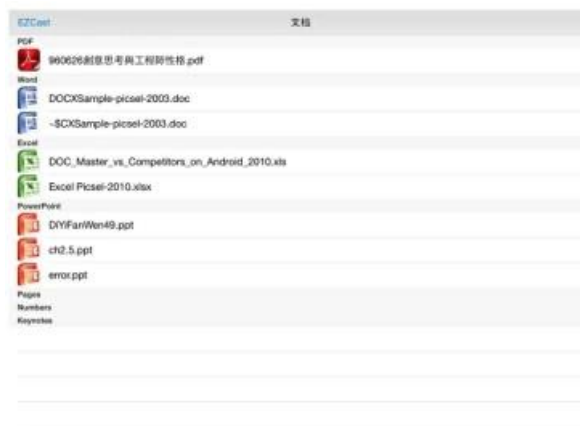 EZCast
文档
PDF
960626創意思考與工程師性格.pdf
Word
DOCXSample-picsel-2003.doc
~$CXSample-picsel-2003.doc
Excel
DOC_Master_vs_Competitors_on_Android_2010.xls
Excel Picsel-2010.xlsx
PowerPoint
DIYiFanWen49.ppt
ch2.5.ppt
error.ppt
Pages
Numbers
Keynotes